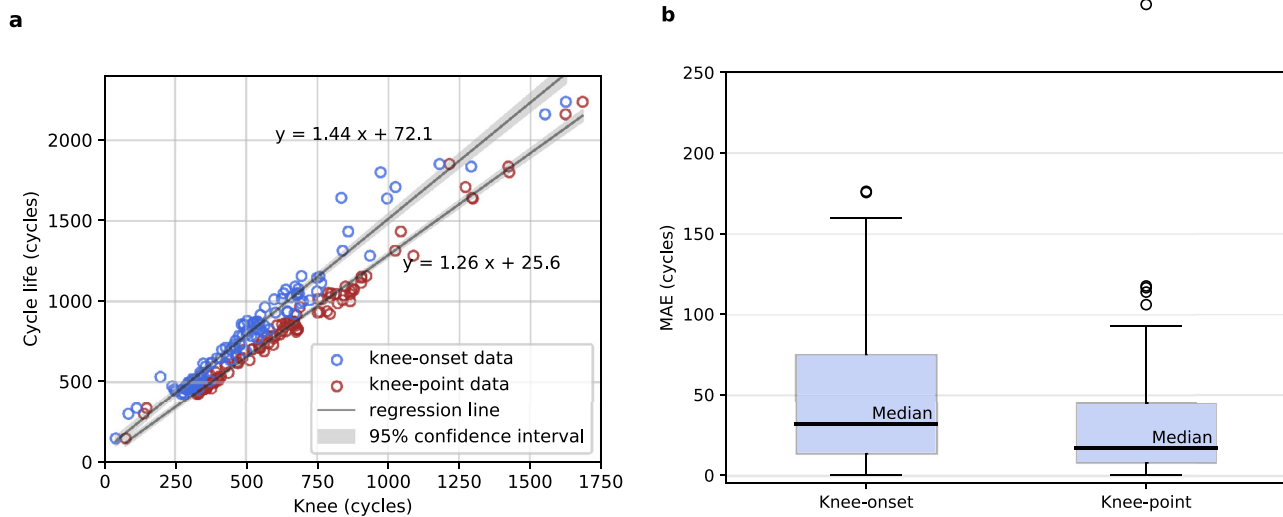 a
y = 1.44 x + 72.1
y = 1.26 x + 25.6
Cycle life (cycles)
2000
1500
1000
500
0
knee-onset data
knee-point data
regression line
95% confidence interval
0 250 500 750 1000 1250 1500 1750
Knee (cycles)
b
MAE (cycles)
250
200
150
100
50
0
Median
Median
Knee-onset Knee-point